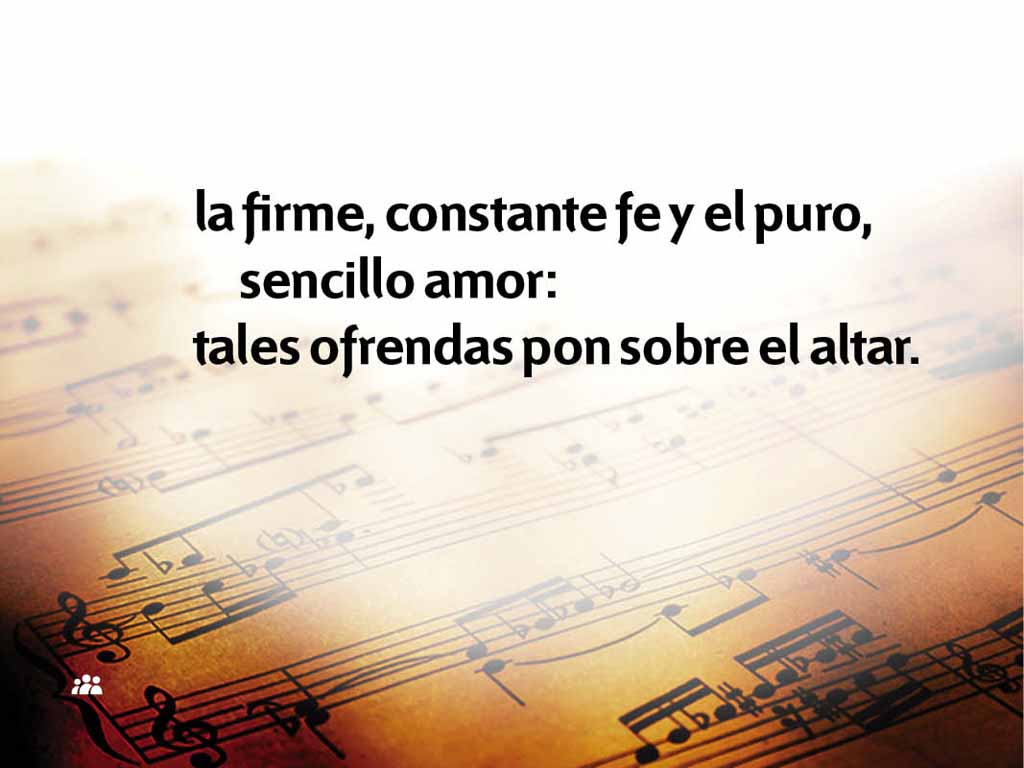 la firme, constante fe y el puro,
sencillo amor:
tales ofrendas pon sobre el altar.